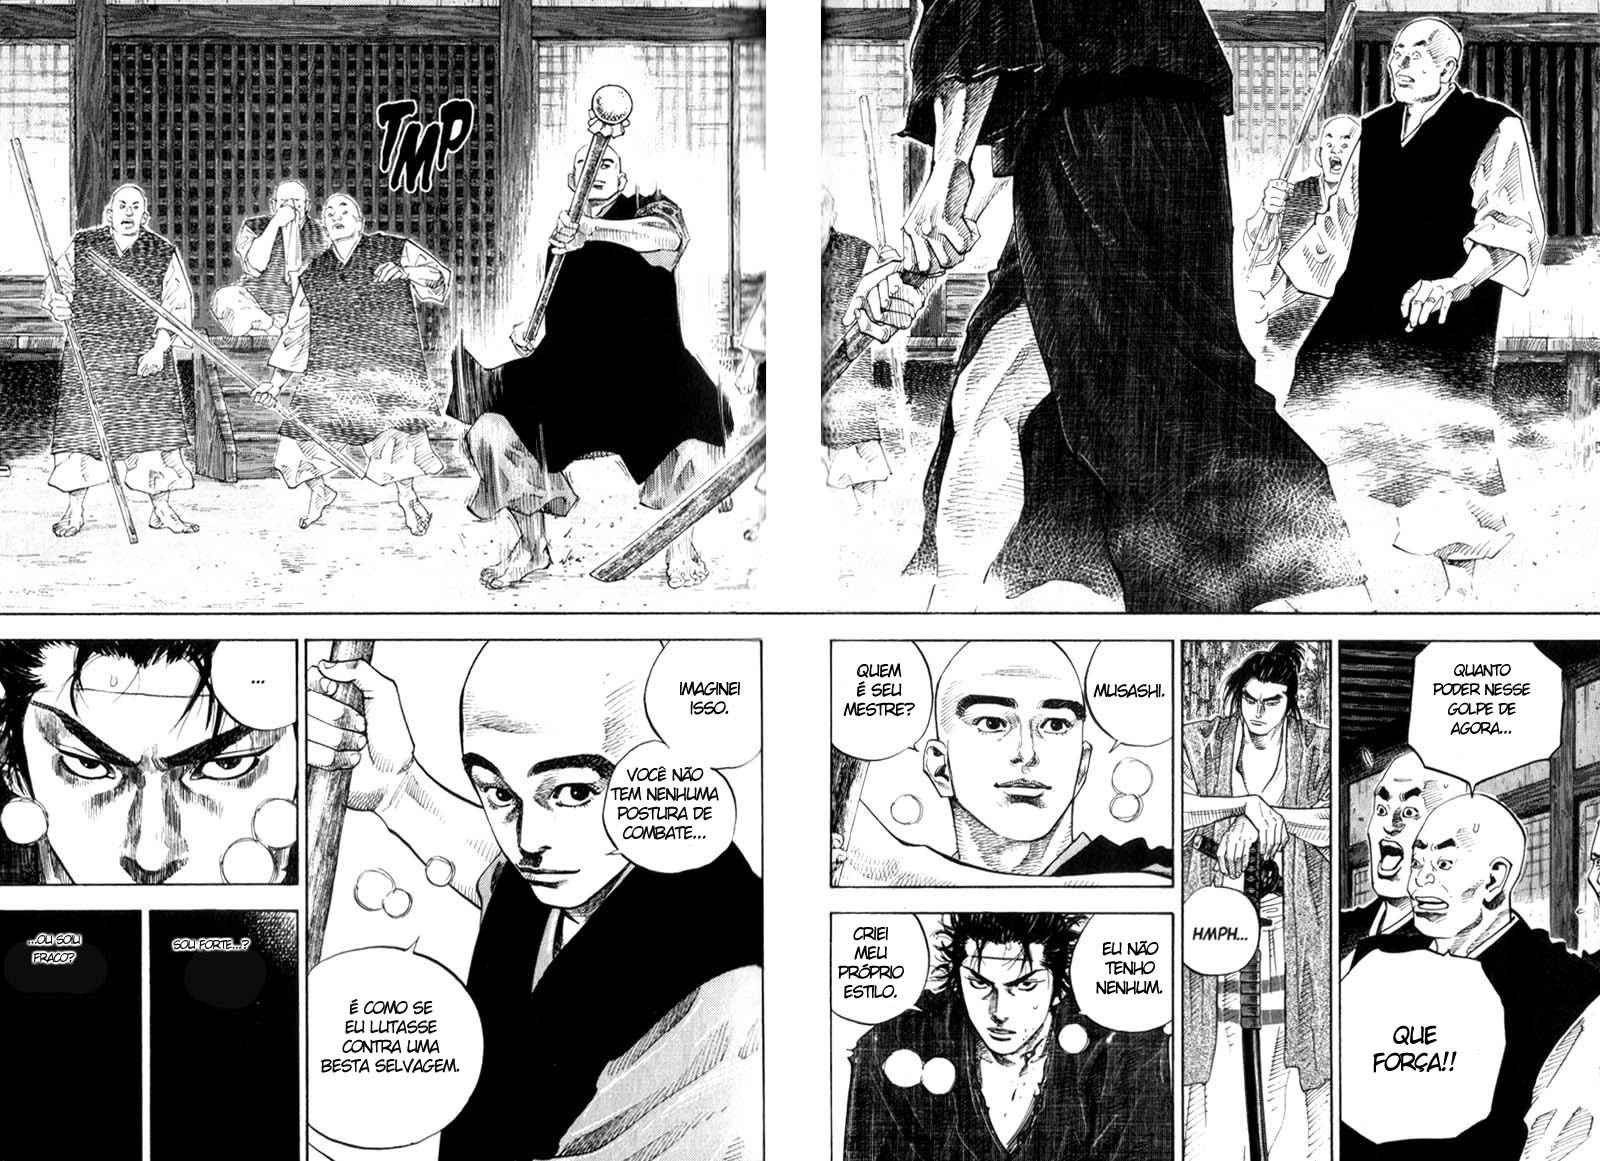 TMP
QUANTO
PODER NESSE
GOLPE DE
AGORA...
QUE
FORÇA!!
HMPH...
MUSASHI.
QUEM
É SEU
MESTRE?
EU NÃO
TENHO
NENHUM.
CRIEI
MEU
PRÓPRIO
ESTILO.
IMAGINEI
ISSO.
VOCÊ NÃO
TEM NENHUMA
POSTURA DE
COMBATE...
É COMO SE
EU LUTASSE
CONTRA UMA
BESTA SELVAGEM.
...
SOU FORTE...?
...OU SOU
FRACO?